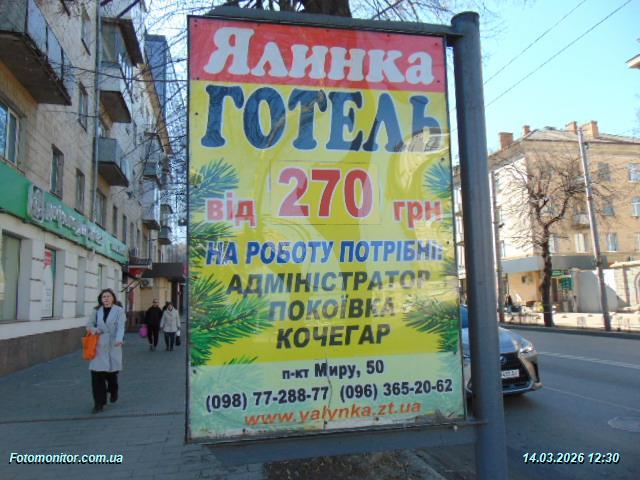 Ялинка
ГОТЕЛЬ
від 270 грн
НА РОБОТУ ПОТРІБНІ:
АДМІНІСТРАТОР
ПОКОЇВКА
КОЧЕГАР
п-кт Миру, 50
(098) 77-288-77 (096) 365-20-62
www.yalynka.zt.ua
Fotomonitor.com.ua
14.03.2026 12:30